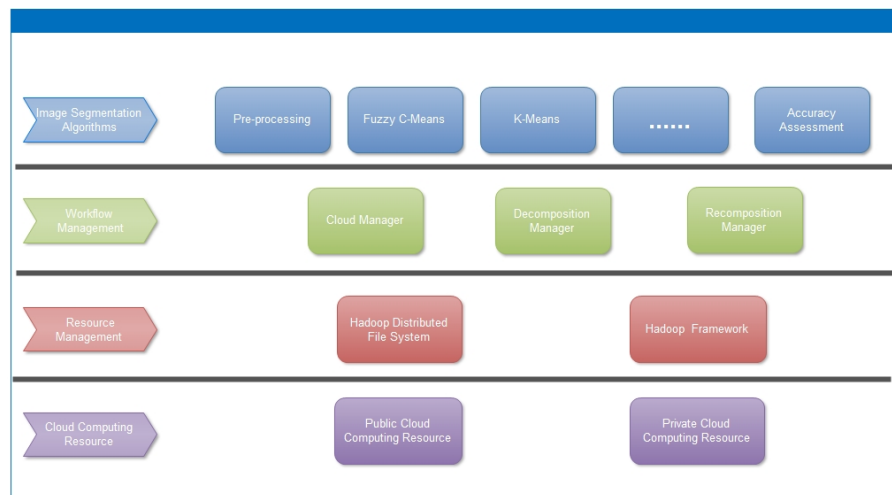 Image Segmentation
Algorithms
Pre-processing
Fuzzy C-Means
K-Means
......
Accuracy
Assessment
Workflow
Management
Cloud Manager
Decomposition
Manager
Recomposition
Manager
Resource
Management
Hadoop Distributed
File System
Hadoop Framework
Cloud Computing
Resource
Public Cloud
Computing Resource
Private Cloud
Computing Resource